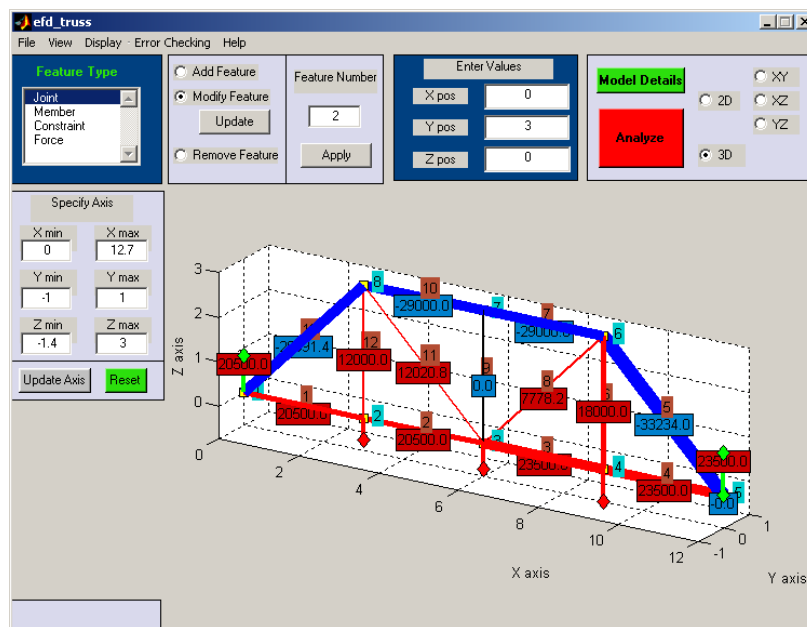 efd_truss
File View Display Error Checking Help
Feature Type
Joint
Member
Constraint
Force
Add Feature
Modify Feature
Update
Remove Feature
Feature Number
2
Apply
Enter Values
X pos 0
Y pos 3
Z pos 0
Model Details
Analyze
2D
3D
XY
XZ
YZ
Specify Axis
X min X max
0 12.7
Y min Y max
-1 1
Z min Z max
-1.4 3
Update Axis Reset
3
2
1
0
Z axis
0
2
4
6
8
10
12
X axis
-1
0
1
Y axis
8
10
-29000.0
7
7
-29000.0
6
12
12000.0
11
12020.8
9
0.0
8
7778.2
18000.0
5
-33234.0
20500.0
1
20500.0
2
2
20500.0
3
3
23500.0
4
4
23500.0
23500.0
5
-0.0